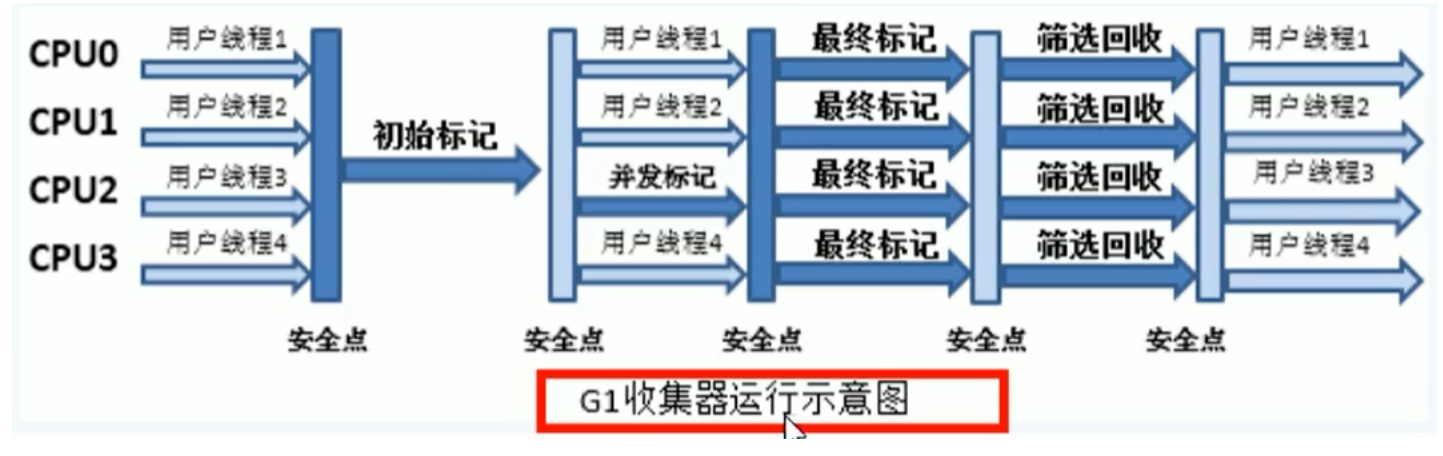 用户线程1 用户线程1 最终标记 筛选回收 用户线程1
CPU0
用户线程2 用户线程2 最终标记 筛选回收 用户线程2
CPU1
初始标记
用户线程3 并发标记 最终标记 筛选回收 用户线程3
CPU2
用户线程4 用户线程4 最终标记 筛选回收 用户线程4
CPU3
安全点 安全点 安全点 安全点 安全点
G1收集器运行示意图